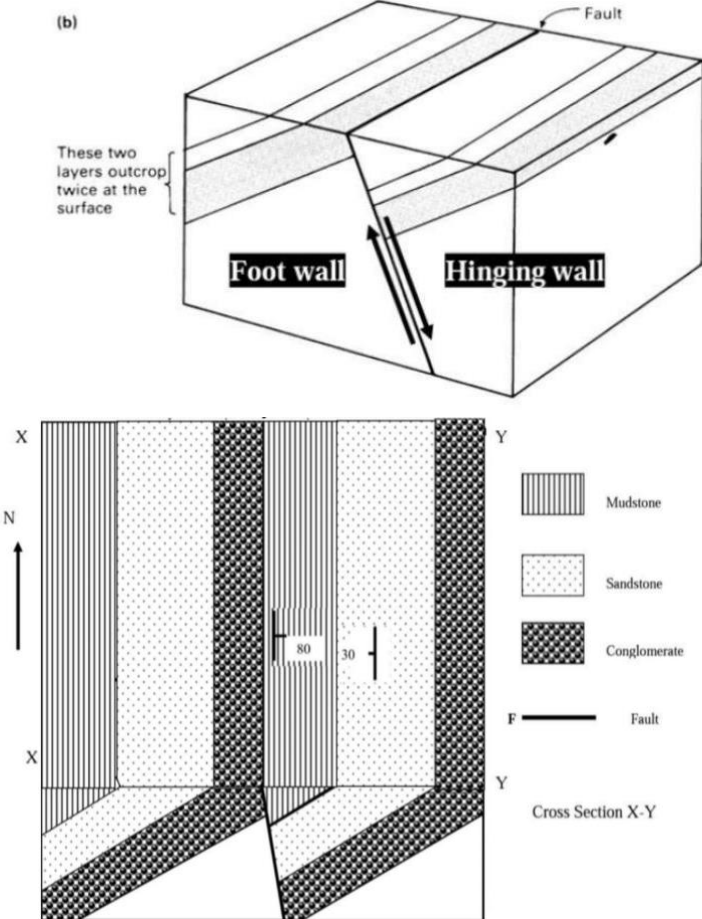 (b)
Fault
These two
layers outcrop
twice at the
surface
Foot wall
Hinging wall
X
Y
N
Mudstone
Sandstone
80
30
Conglomerate
F
Fault
X
Y
Cross Section X-Y